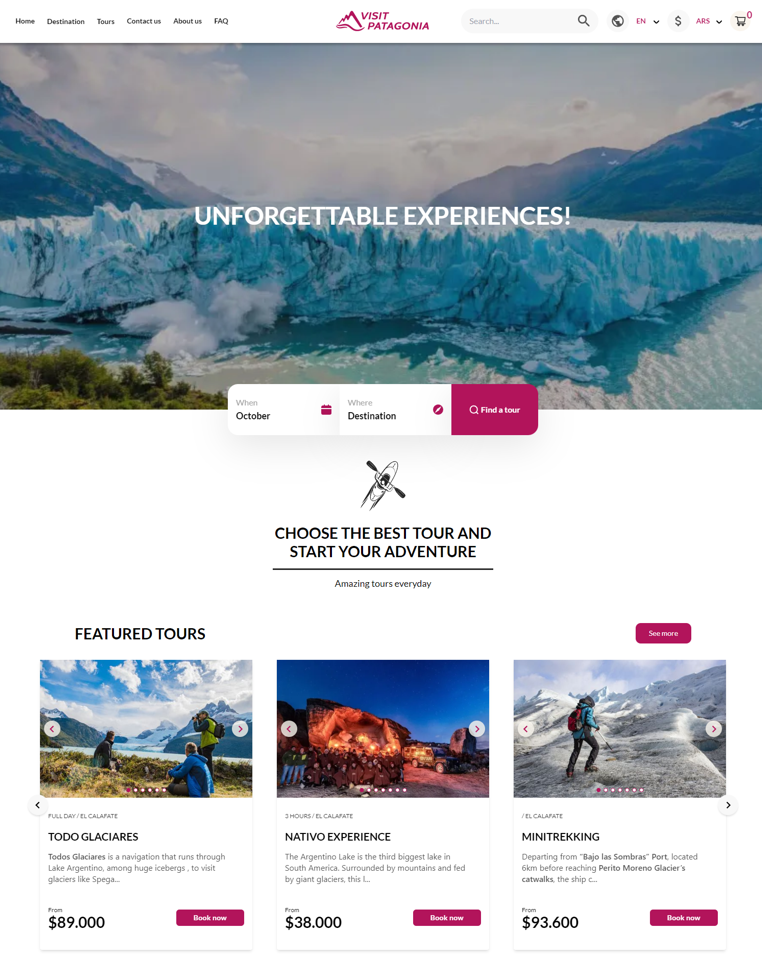 Home Destination Tours Contact us About us FAQ
VISIT
PATAGONIA
Search...
EN
$
ARS
0
UNFORGETTABLE EXPERIENCES!
When
October
Where
Destination
Find a tour
CHOOSE THE BEST TOUR AND
START YOUR ADVENTURE
Amazing tours everyday
FEATURED TOURS
See more
FULL DAY / EL CALAFATE
TODO GLACIARES
Todos Glaciares is a navigation that runs through
Lake Argentino, among huge icebergs , to visit
glaciers like Spega...
From
$89.000
Book now
3 HOURS / EL CALAFATE
NATIVO EXPERIENCE
The Argentino Lake is the third biggest lake in
South America. Surrounded by mountains and fed
by giant glaciers, this l...
From
$38.000
Book now
/ EL CALAFATE
MINITREKKING
Departing from “Bajo las Sombras” Port, located
6km before reaching Perito Moreno Glacier’s
catwalks, the ship c...
From
$93.600
Book now